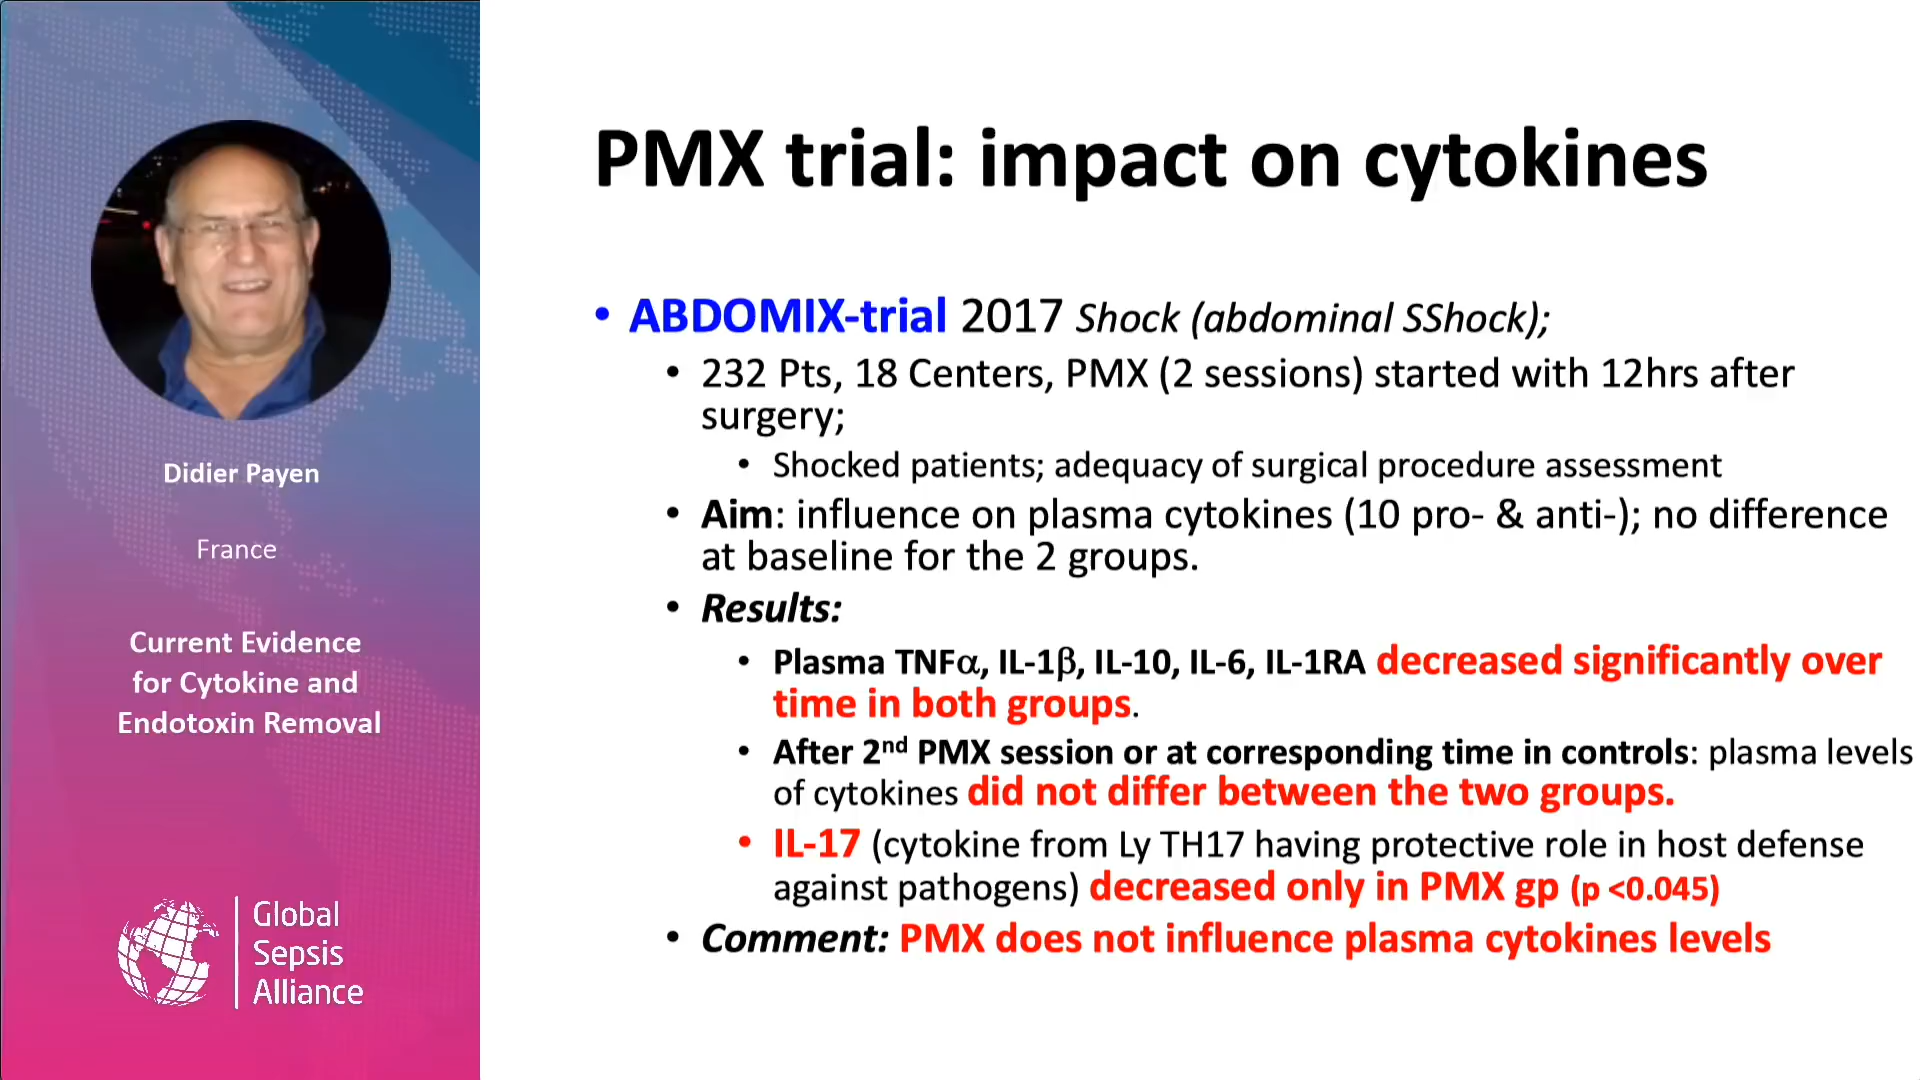 Didier Payen
France
Current Evidence
for Cytokine and
Endotoxin Removal
Global
Sepsis
Alliance
PMX trial: impact on cytokines
• ABDOMIX-trial 2017 Shock (abdominal SShock);
• 232 Pts, 18 Centers, PMX (2 sessions) started with 12hrs after
surgery;
• Shocked patients; adequacy of surgical procedure assessment
• Aim: influence on plasma cytokines (10 pro- & anti-); no difference
at baseline for the 2 groups.
• Results:
• Plasma TNFα, IL-1β, IL-10, IL-6, IL-1RA decreased significantly over
time in both groups.
• After 2nd PMX session or at corresponding time in controls: plasma levels
of cytokines did not differ between the two groups.
• IL-17 (cytokine from Ly TH17 having protective role in host defense
against pathogens) decreased only in PMX gp (p <0.045)
• Comment: PMX does not influence plasma cytokines levels